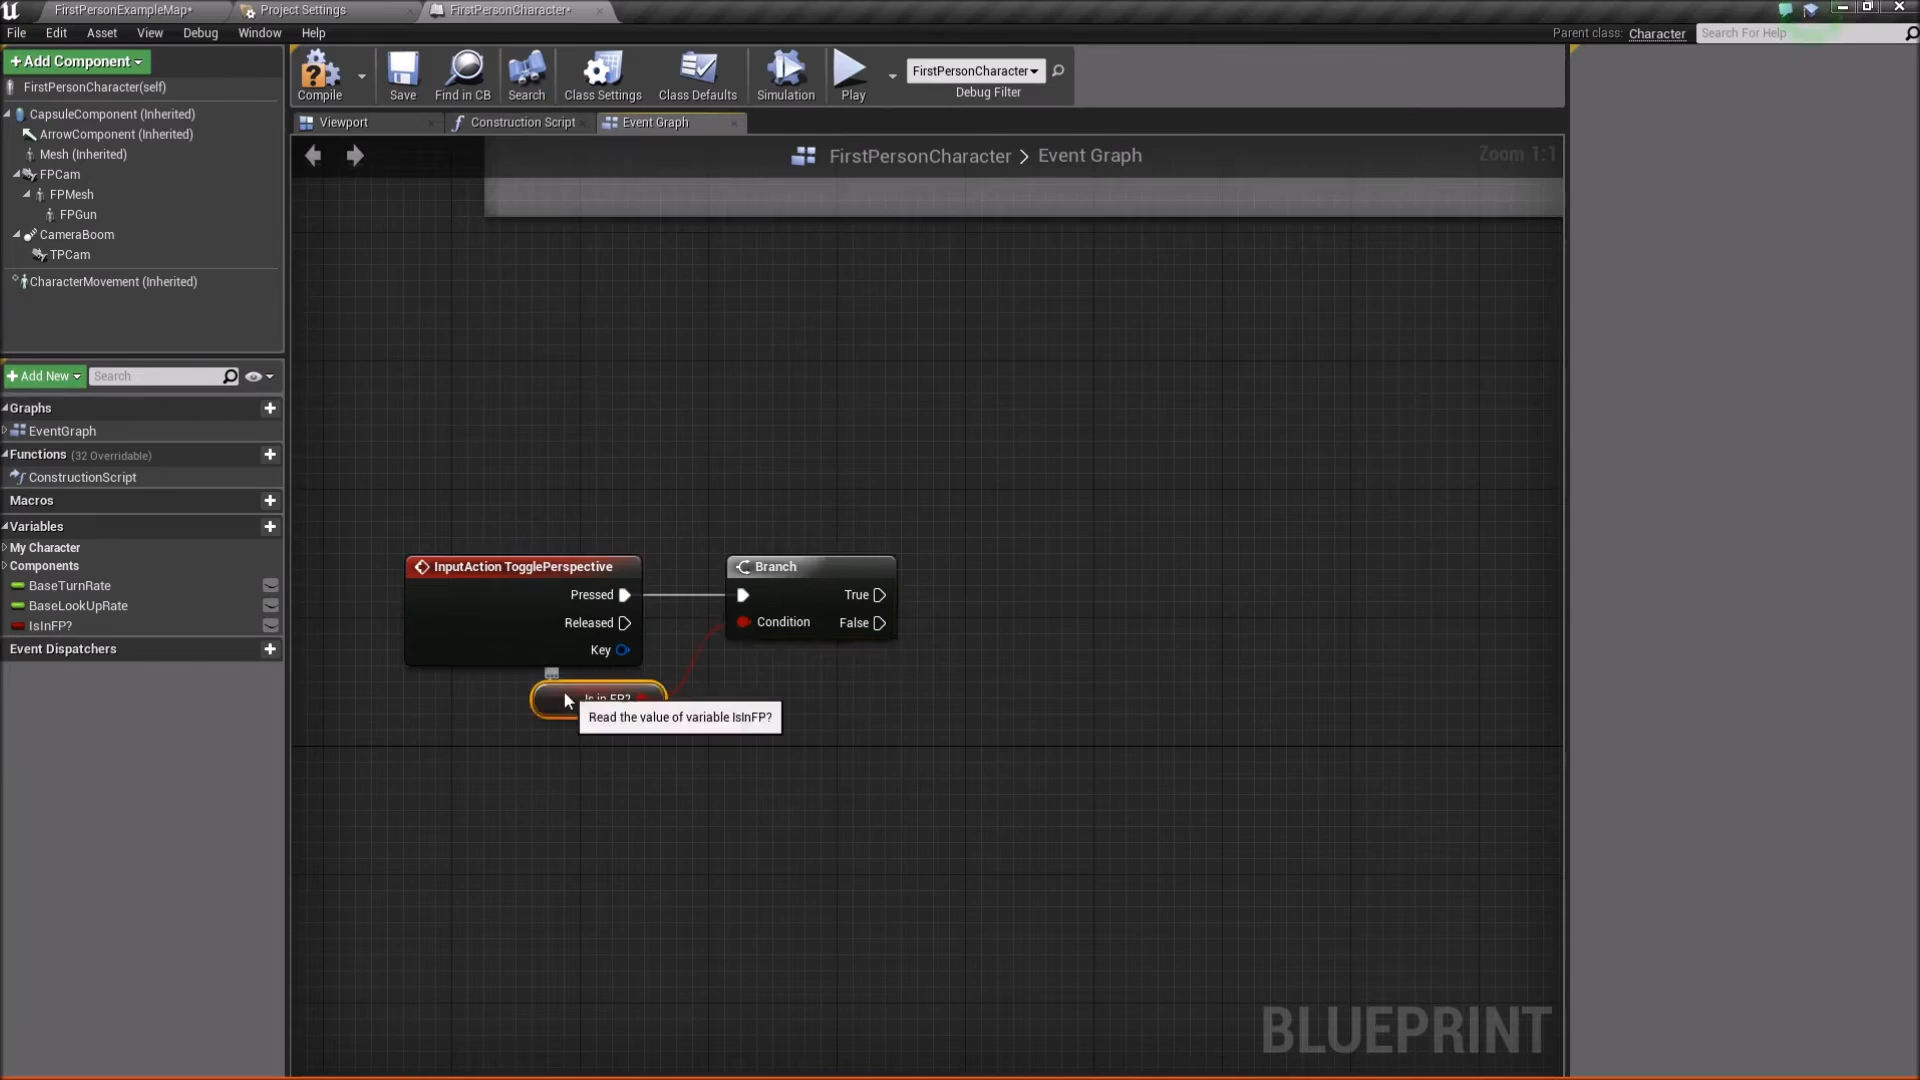 FirstPersonExampleMap*
Project Settings
FirstPersonCharacter*
File Edit Asset View Debug Window Help
Parent class: Character
Search For Help
Add Component
FirstPersonCharacter(self)
CapsuleComponent (Inherited)
ArrowComponent (Inherited)
Mesh (Inherited)
FPCam
FPMesh
FPGun
CameraBoom
TPCam
CharacterMovement (Inherited)
Compile
Save
Find in CB
Search
Class Settings
Class Defaults
Simulation
Play
FirstPersonCharacter
Debug Filter
Viewport
Construction Script
Event Graph
FirstPersonCharacter > Event Graph
Zoom 1:1
Add New
Search
Graphs
EventGraph
Functions (32 Overridable)
ConstructionScript
Macros
Variables
My Character
Components
BaseTurnRate
BaseLookUpRate
IsInFP?
Event Dispatchers
InputAction TogglePerspective
Pressed
Released
Key
Branch
True
Condition
False
Is in FP?
Read the value of variable IsInFP?
BLUEPRINT